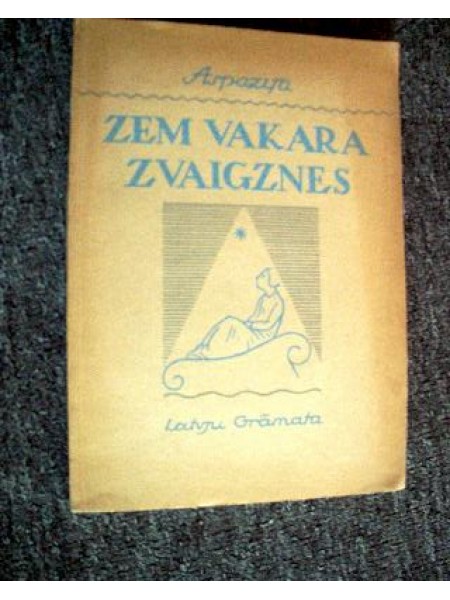 Aspazija
ZEM VAKARA
ZVAIGZNES
Latvju Grāmata